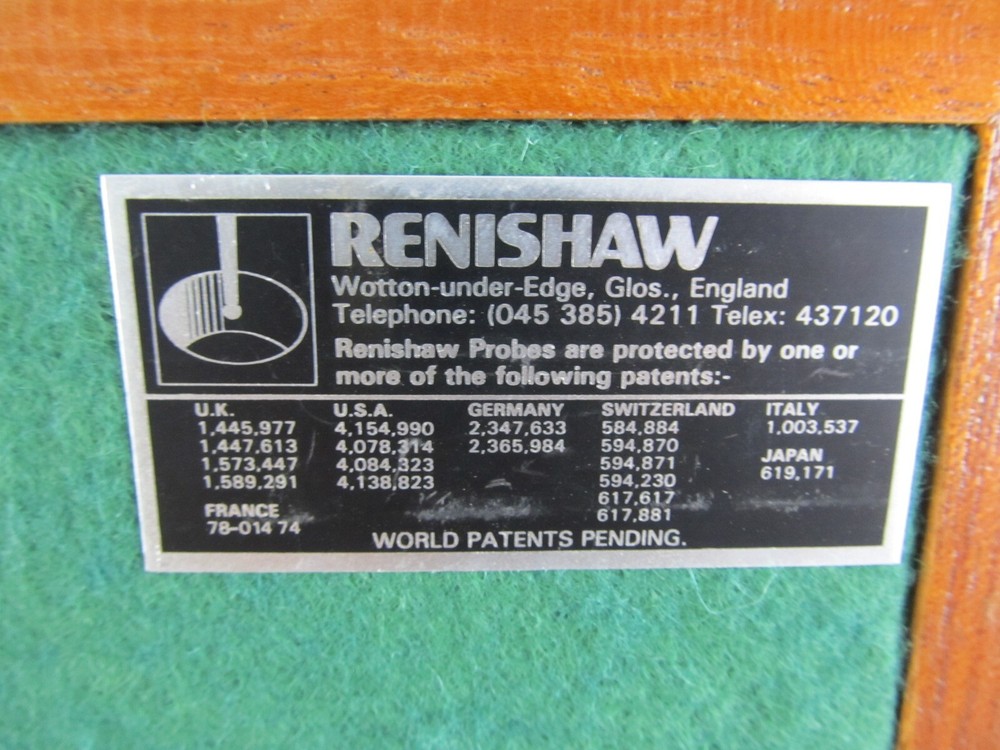 RENISHAW
Wotton-under-Edge, Glos., England
Telephone: (045 385) 4211 Telex: 437120
Renishaw Probes are protected by one or
more of the following patents:-
U.K.
1,445,977
1,447,613
1,573,447
1,589,291
FRANCE
78-014 74
U.S.A.
4,154,990
4,078,314
4,084,323
4,138,823
GERMANY
2,347,633
2,365,984
SWITZERLAND
584,884
594,870
594,871
594,230
617,617
617,881
ITALY
1,003,537
JAPAN
619,171
WORLD PATENTS PENDING.